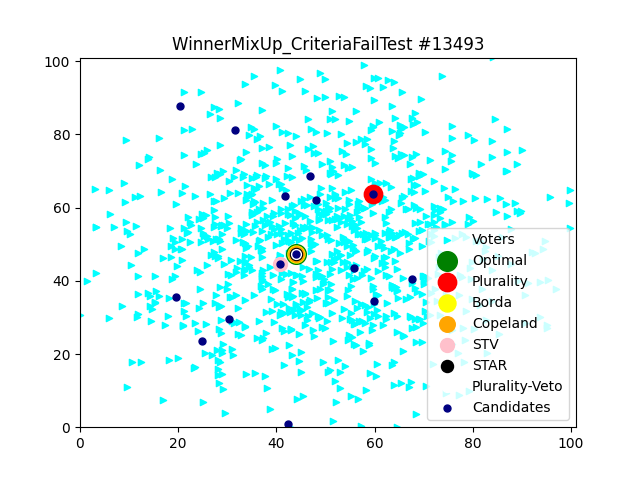 WinnerMixUp_CriteriaFailTest #13493
100
80
60
40
20
0
0 20 40 60 80 100
Voters
Optimal
Plurality
Borda
Copeland
STV
STAR
Plurality-Veto
Candidates